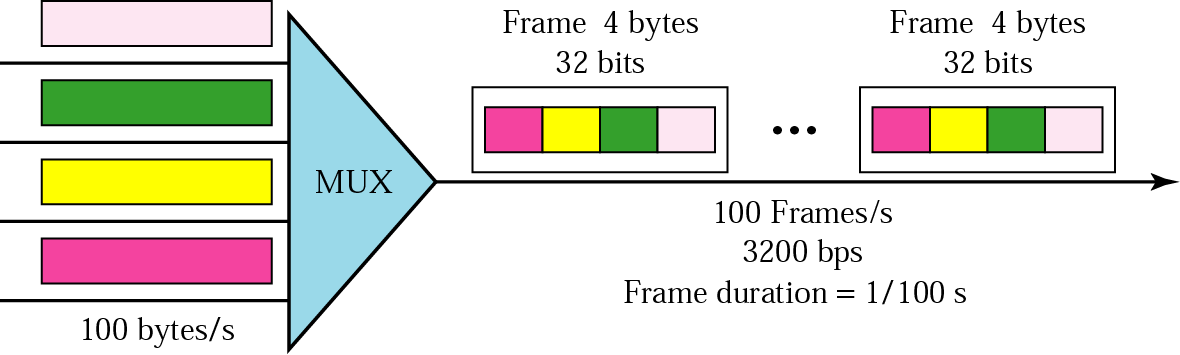 Frame 4 bytes
32 bits
Frame 4 bytes
32 bits
MUX
100 Frames/s
3200 bps
Frame duration = 1/100 s
100 bytes/s